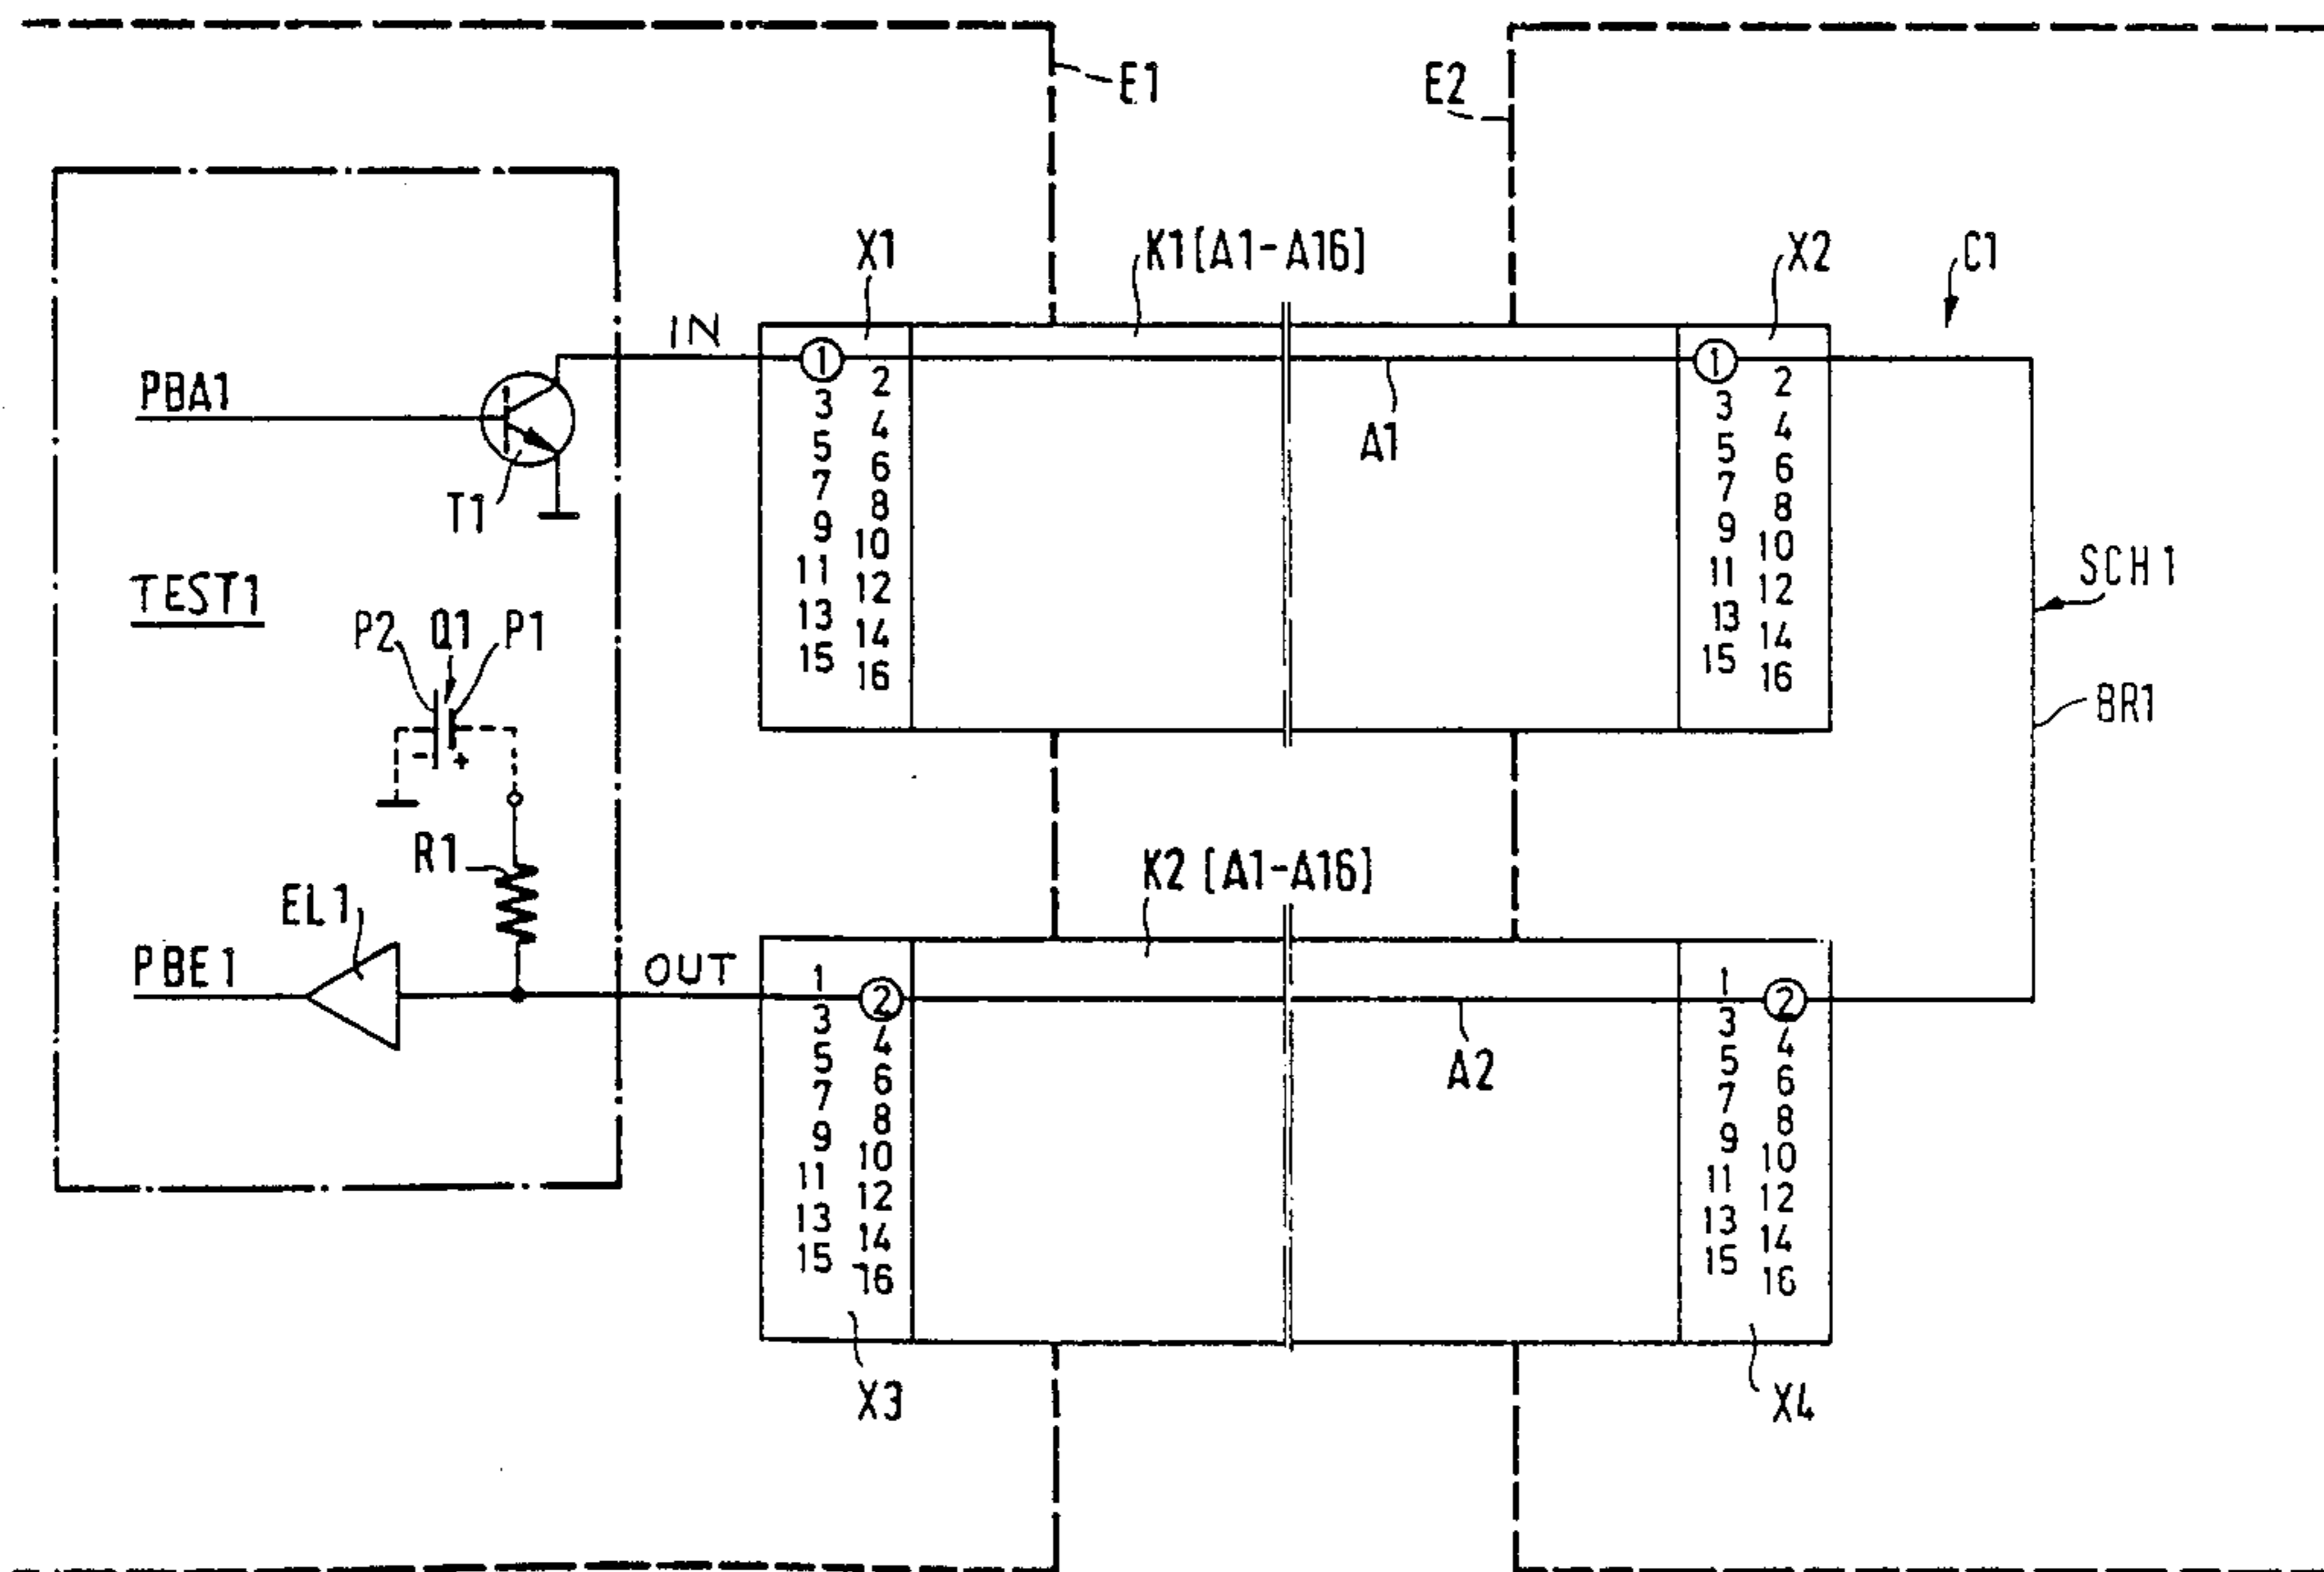 E1
E2
X1
K1[A1-A16]
X2
C1
IN
PBA1
T1
A1
1
2
3
4
5
6
7
8
9
10
11
12
13
14
15
16
1
2
3
4
5
6
7
8
9
10
11
12
13
14
15
16
SCH1
BR1
TEST1
P2
Q1
P1
- +
R1
EL1
PBE1
OUT
K2 [A1-A16]
A2
1
2
3
4
5
6
7
8
9
10
11
12
13
14
15
16
1
2
3
4
5
6
7
8
9
10
11
12
13
14
15
16
X3
X4